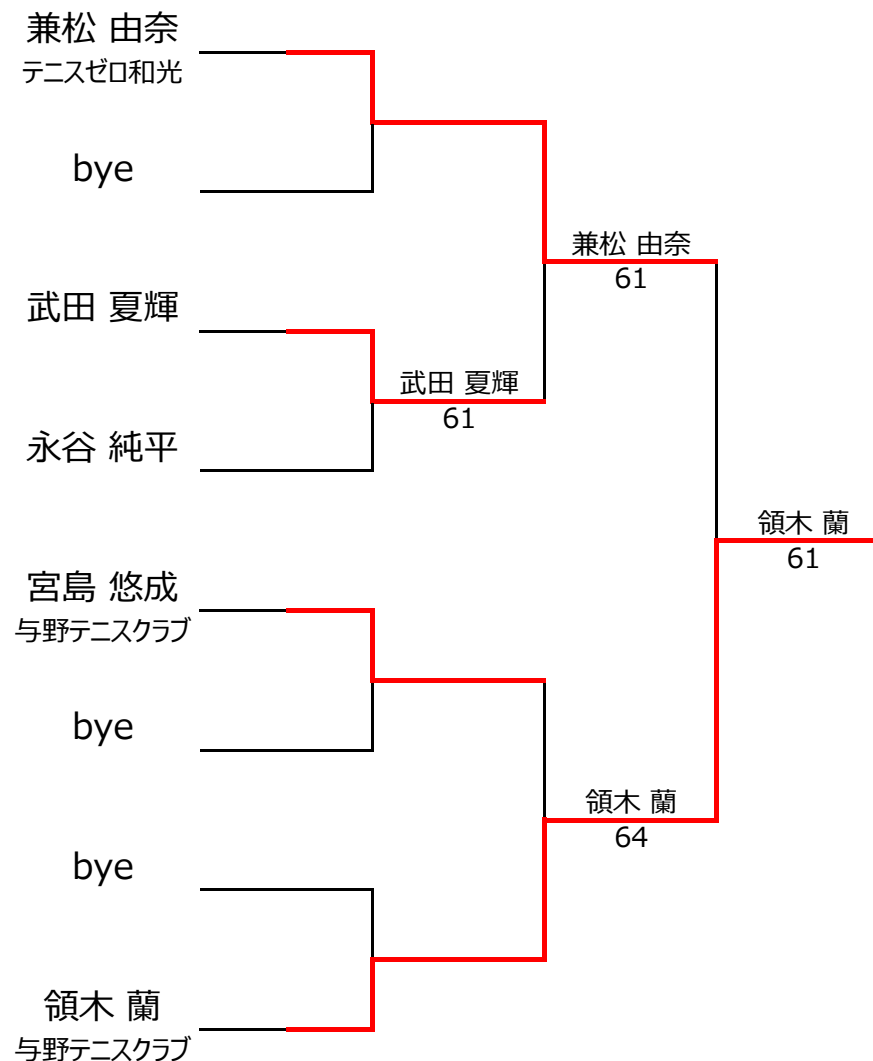 兼松 由奈
テニスゼロ和光
bye
武田 夏輝
永谷 純平
宮島 悠成
与野テニスクラブ
bye
bye
領木 蘭
与野テニスクラブ
武田 夏輝
61
兼松 由奈
61
領木 蘭
64
領木 蘭
61